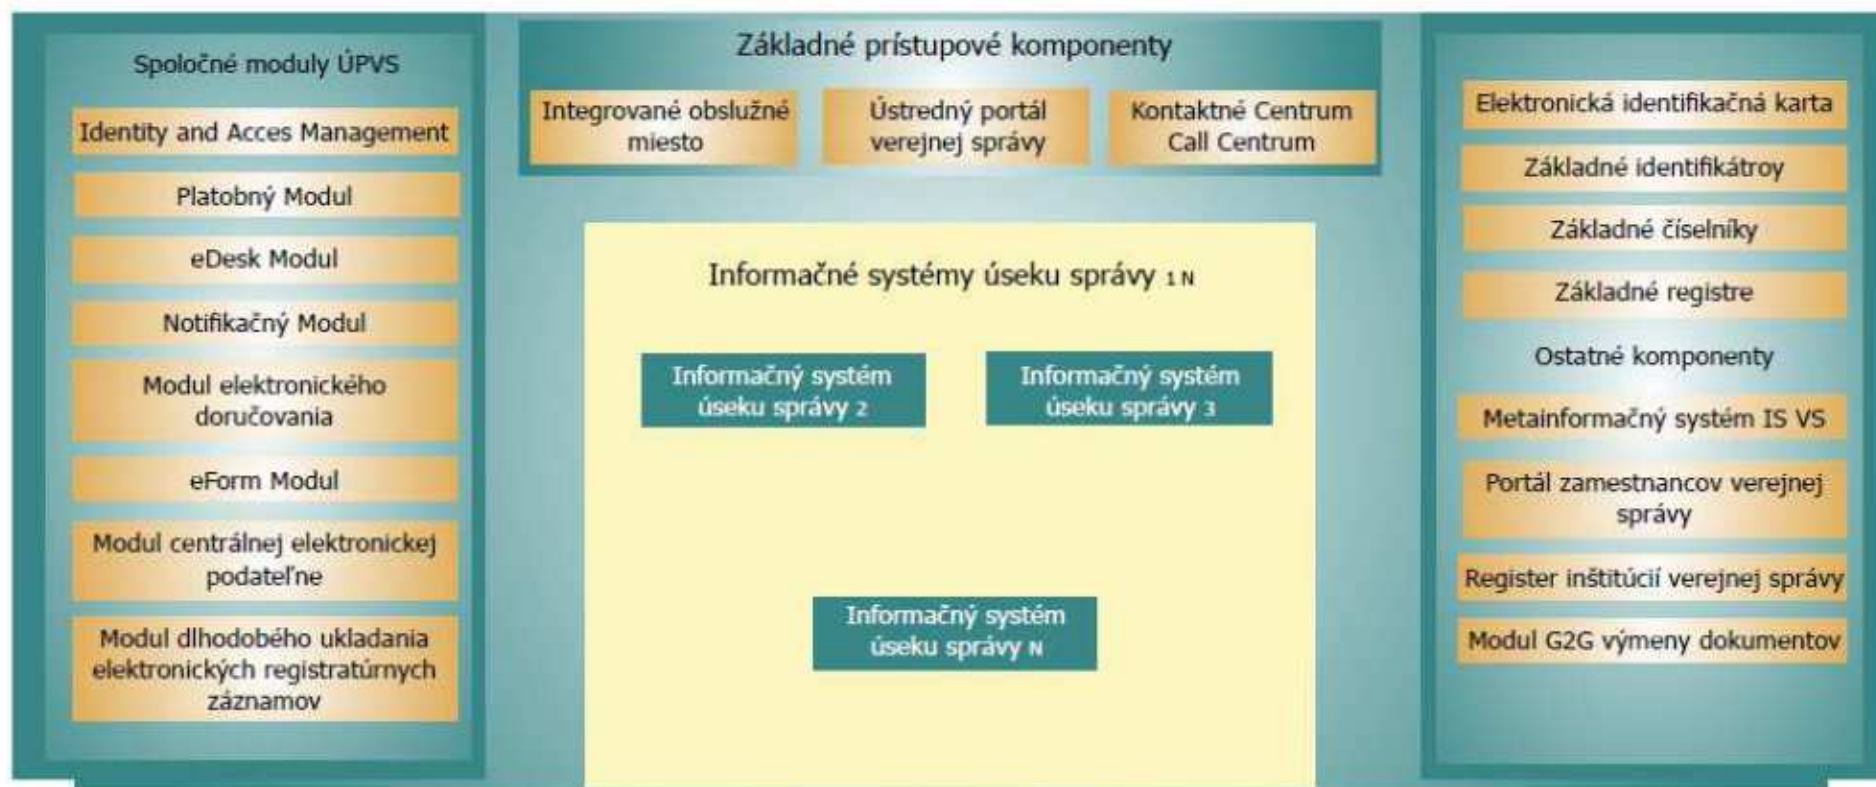 Spoločné moduly ÚPVS
Identity and Acces Management
Platobný Modul
eDesk Modul
Notifikačný Modul
Modul elektronického
doručovania
eForm Modul
Modul centrálnej elektronickej
podateľne
Modul dlhodobého ukladania
elektronických registratúrnych
záznamov
Základné prístupové komponenty
Integrované obslužné
miesto
Ústredný portál
verejnej správy
Kontaktné Centrum
Call Centrum
Informačné systémy úseku správy 1 N
Informačný systém
úseku správy 2
Informačný systém
úseku správy 3
Informačný systém
úseku správy N
Elektronická identifikačná karta
Základné identifikátroy
Základné číselníky
Základné registre
Ostatné komponenty
Metainformačný systém IS VS
Portál zamestnancov verejnej
správy
Register inštitúcií verejnej správy
Modul G2G výmeny dokumentov